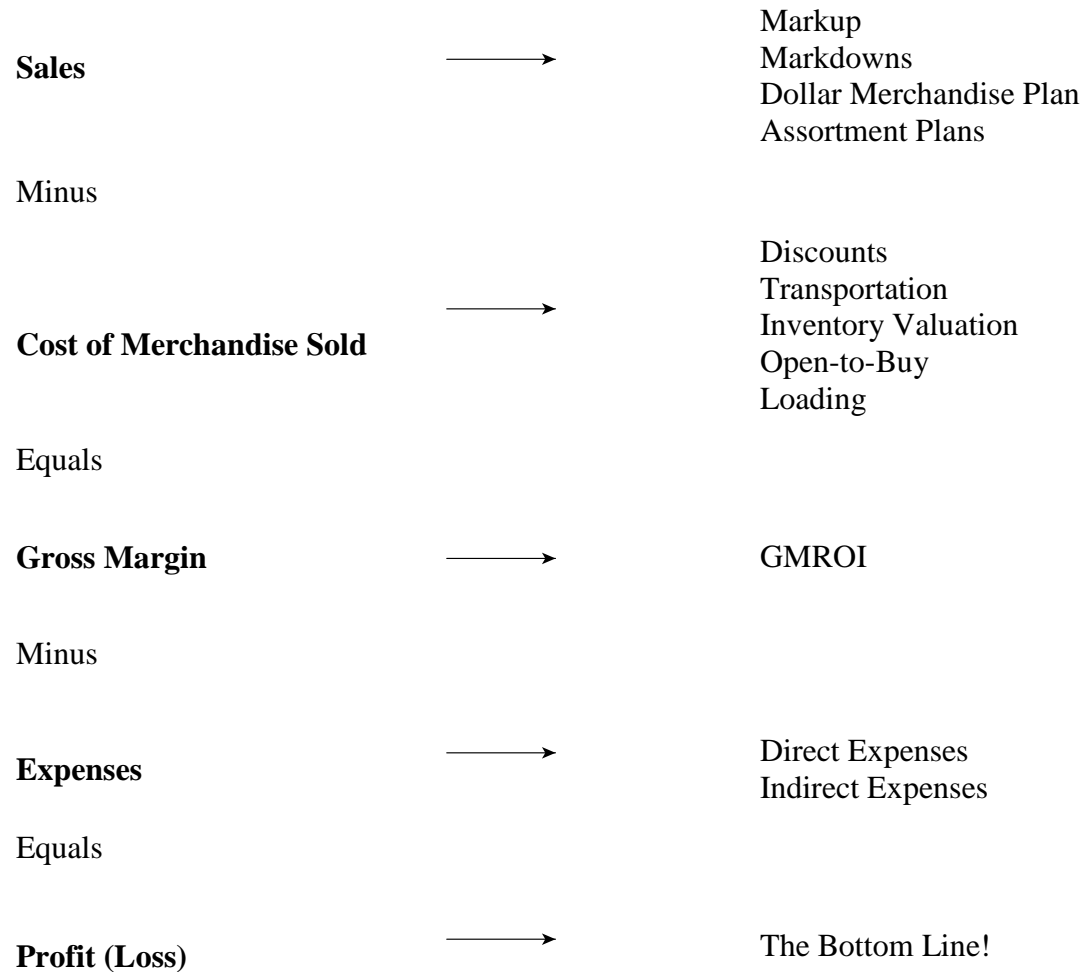 Markup
Sales
Markdowns
Dollar Merchandise Plan
Assortment Plans
Minus
Discounts
Transportation
Inventory Valuation
Cost of Merchandise Sold
Open-to-Buy
Loading
Equals
Gross Margin
GMROI
Minus
Direct Expenses
Expenses
Indirect Expenses
Equals
Profit (Loss)
The Bottom Line!